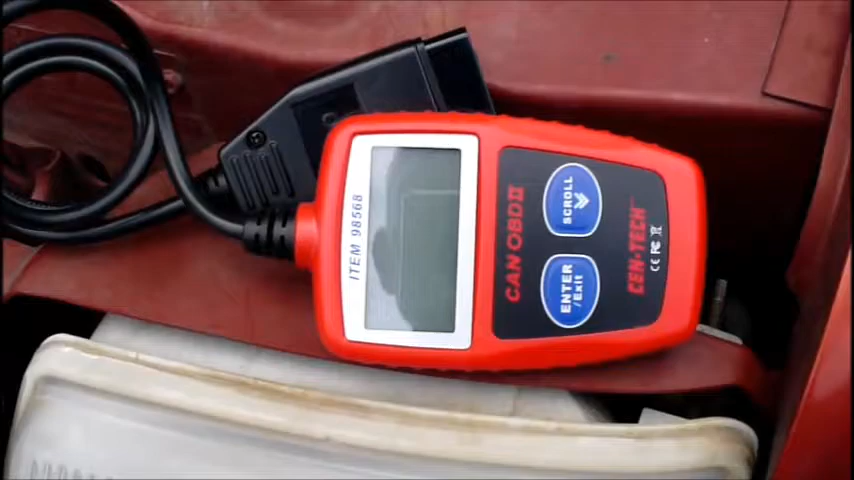 ITEM 98568
CAN OBDII
SCROLL
ENTER
/Exit
CEN-TECH
CE FC